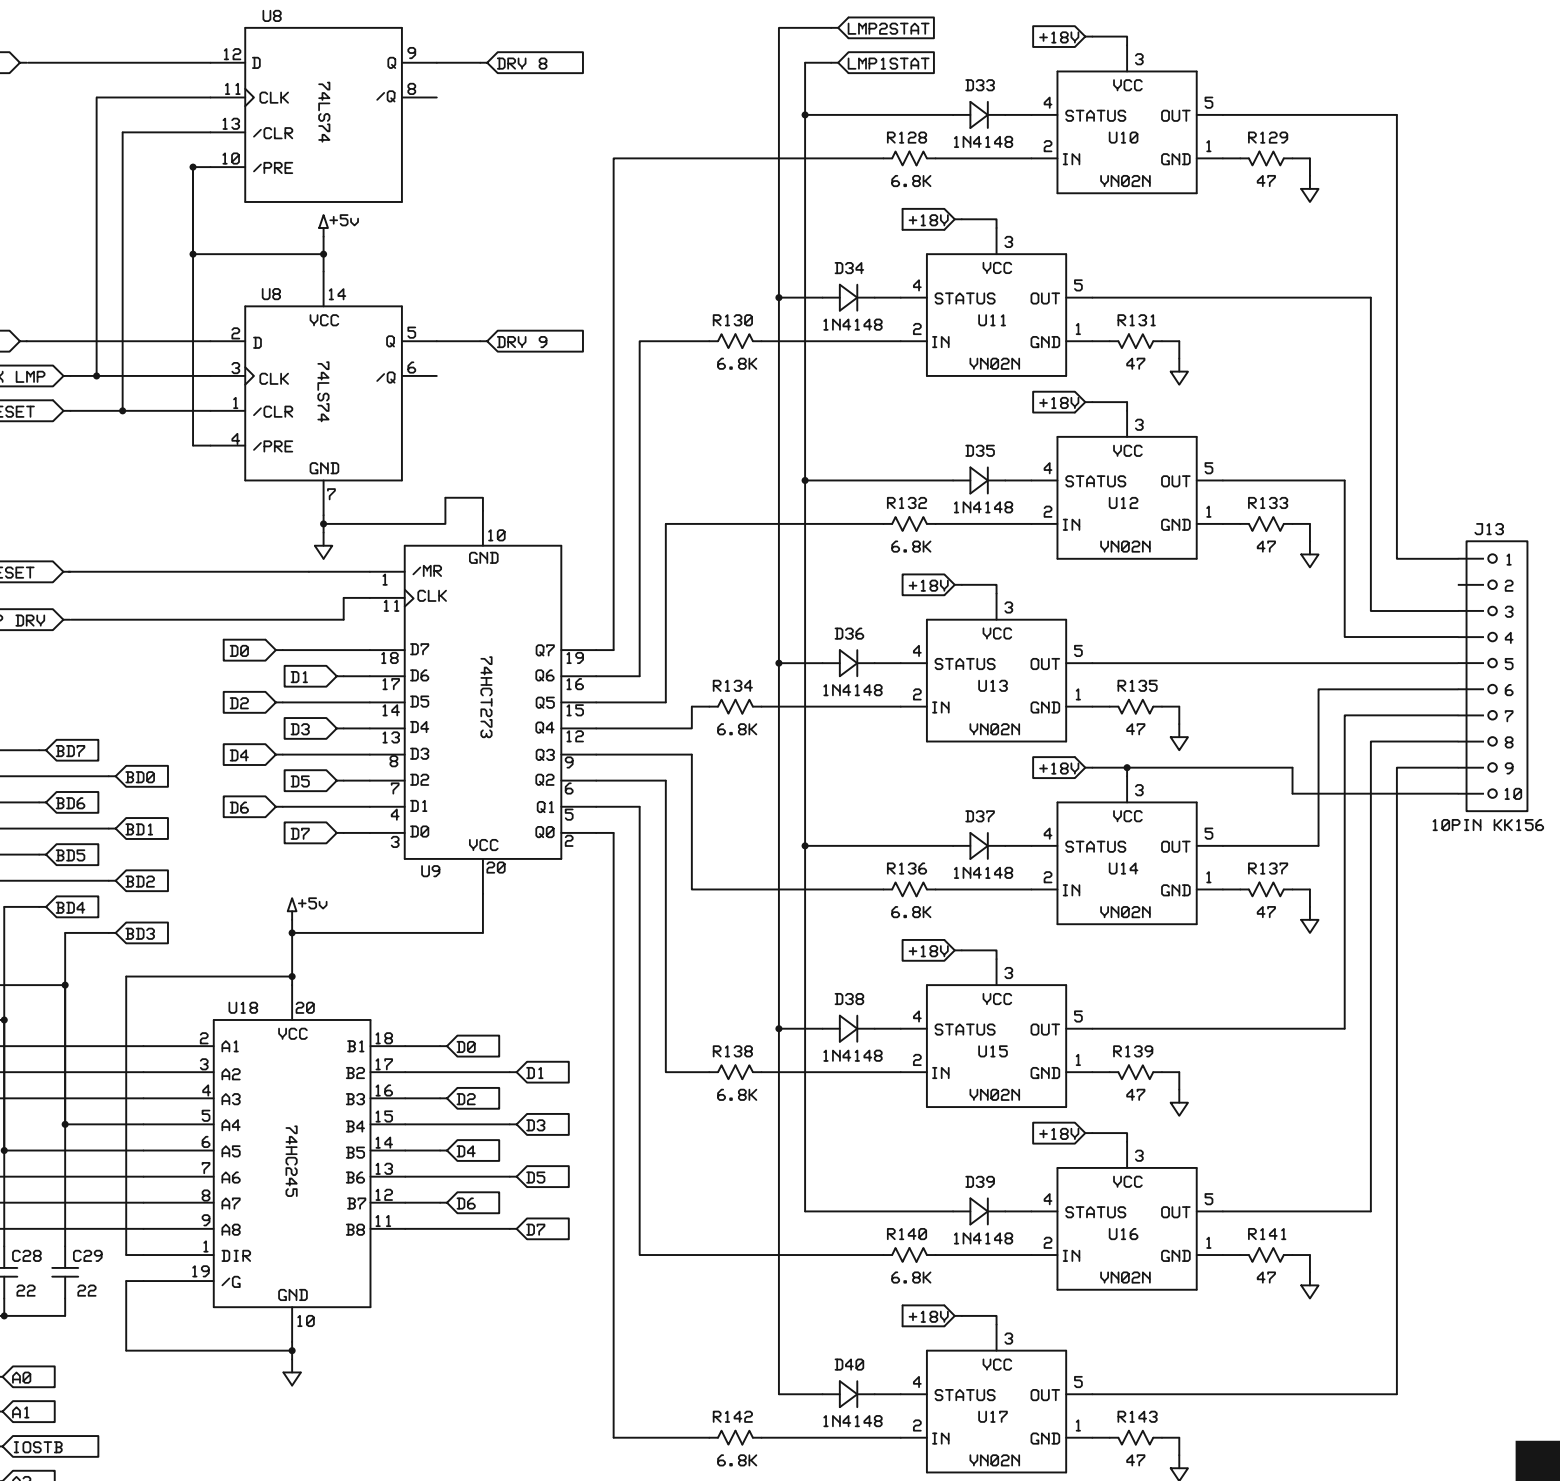 U8
12 D Q 9 DRV 8
11 CLK /Q 8
13 /CLR
10 /PRE
74LS74
+5v
U8
14
VCC
2 D Q 5 DRV 9
K LMP 3 CLK /Q 6
ESET 1 /CLR
4 /PRE
74LS74
GND
7
10
GND
ESET 1 /MR
P DRV 11 CLK
D0 18 D7 Q7 19
D1 17 D6 Q6 16
D2 14 D5 Q5 15
D3 13 D4 Q4 12
D4 8 D3 Q3 9
D5 7 D2 Q2 6
D6 4 D1 Q1 5
D7 3 D0 Q0 2
74HCT273
VCC
U9 20
BD7
BD0
BD6
BD1
BD5
BD2
BD4
BD3
+5v
U18 20
VCC
2 A1 B1 18 D0
3 A2 B2 17 D1
4 A3 B3 16 D2
5 A4 B4 15 D3
6 A5 B5 14 D4
7 A6 B6 13 D5
8 A7 B7 12 D6
9 A8 B8 11 D7
1 DIR
19 /G
74HC245
GND
10
C28
22
C29
22
A0
A1
IOSTB
LMP2STAT
LMP1STAT
+18V
3
VCC
D33
1N4148
4 STATUS OUT 5
U10
R128
6.8K
2 IN GND 1
VN02N
R129
47
+18V
3
VCC
D34
1N4148
4 STATUS OUT 5
U11
R130
6.8K
2 IN GND 1
VN02N
R131
47
+18V
3
VCC
D35
1N4148
4 STATUS OUT 5
U12
R132
6.8K
2 IN GND 1
VN02N
R133
47
+18V
3
VCC
D36
1N4148
4 STATUS OUT 5
U13
R134
6.8K
2 IN GND 1
VN02N
R135
47
+18V
3
VCC
D37
1N4148
4 STATUS OUT 5
U14
R136
6.8K
2 IN GND 1
VN02N
R137
47
+18V
3
VCC
D38
1N4148
4 STATUS OUT 5
U15
R138
6.8K
2 IN GND 1
VN02N
R139
47
+18V
3
VCC
D39
1N4148
4 STATUS OUT 5
U16
R140
6.8K
2 IN GND 1
VN02N
R141
47
+18V
3
VCC
D40
1N4148
4 STATUS OUT 5
U17
R142
6.8K
2 IN GND 1
VN02N
R143
47
J13
1
2
3
4
5
6
7
8
9
10
10PIN KK156